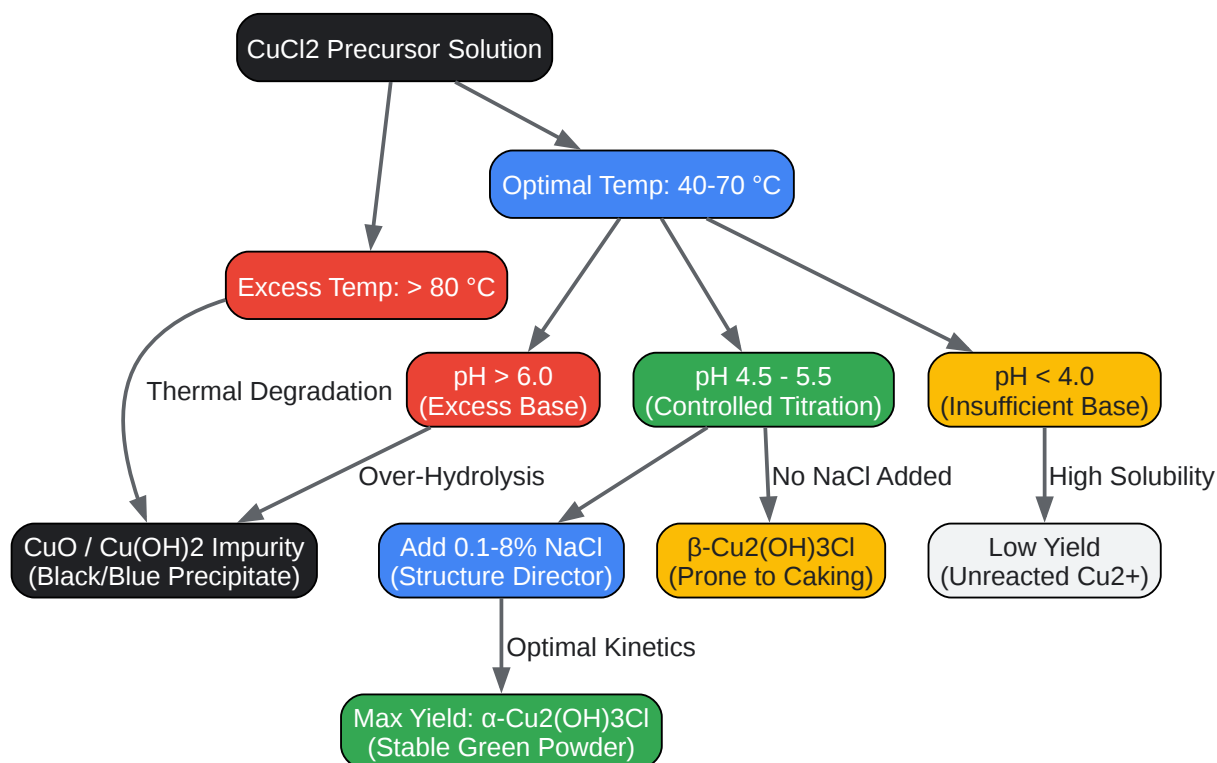 CuCl2 Precursor Solution
Optimal Temp: 40-70 °C
Excess Temp: > 80 °C
Thermal Degradation
pH > 6.0
(Excess Base)
pH 4.5 - 5.5
(Controlled Titration)
pH < 4.0
(Insufficient Base)
Over-Hydrolysis
No NaCl Added
High Solubility
CuO / Cu(OH)2 Impurity
(Black/Blue Precipitate)
Add 0.1-8% NaCl
(Structure Director)
β-Cu2(OH)3Cl
(Prone to Caking)
Low Yield
(Unreacted Cu2+)
Optimal Kinetics
Max Yield: α-Cu2(OH)3Cl
(Stable Green Powder)